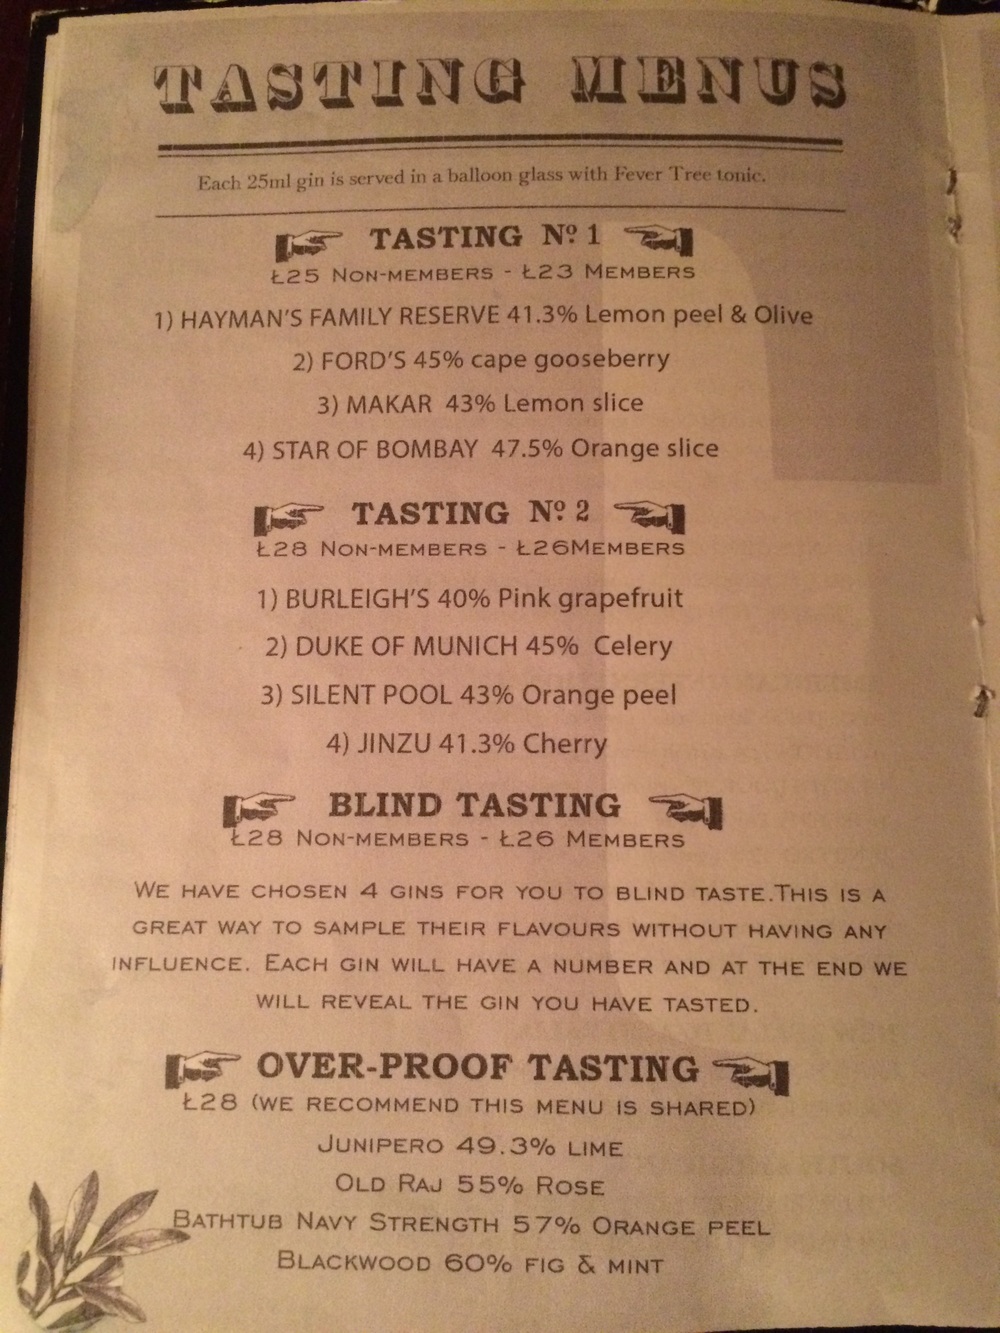 TASTING MENUS
Each 25ml gin is served in a balloon glass with Fever Tree tonic.
TASTING Nº 1
Ł25 Non-members - Ł23 Members
1) HAYMAN'S FAMILY RESERVE 41.3% Lemon peel & Olive
2) FORD'S 45% cape gooseberry
3) MAKAR 43% Lemon slice
4) STAR OF BOMBAY 47.5% Orange slice
TASTING Nº 2
Ł28 Non-members - Ł26Members
1) BURLEIGH'S 40% Pink grapefruit
2) DUKE OF MUNICH 45% Celery
3) SILENT POOL 43% Orange peel
4) JINZU 41.3% Cherry
BLIND TASTING
Ł28 Non-members - Ł26 Members
We have chosen 4 gins for you to blind taste.This is a
great way to sample their flavours without having any
influence. Each gin will have a number and at the end we
will reveal the gin you have tasted.
OVER-PROOF TASTING
Ł28 (we recommend this menu is shared)
Junipero 49.3% lime
Old Raj 55% Rose
Bathtub Navy Strength 57% Orange peel
Blackwood 60% fig & mint